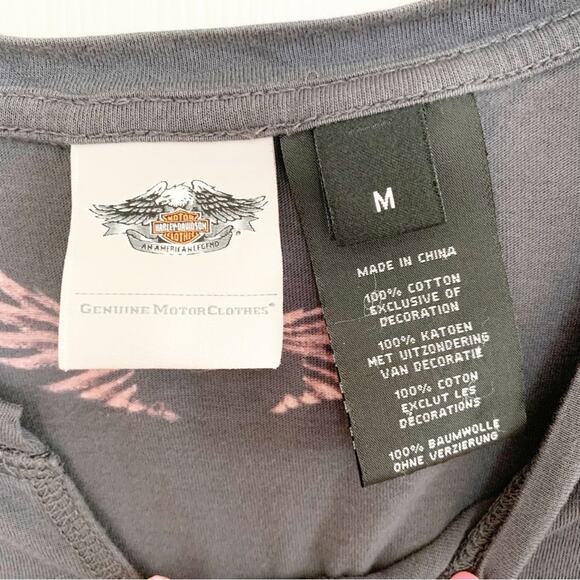 MOTOR
HARLEY-DAVIDSON
CLOTHES
AN AMERICAN LEGEND
®
GENUINE MOTORCLOTHES®
M
MADE IN CHINA
100% COTTON
EXCLUSIVE OF
DECORATION
100% KATOEN
MET UITZONDERING
VAN DECORATIE
100% COTON
EXCLUT LES
DÉCORATIONS
100% BAUMWOLLE
OHNE VERZIERUNG